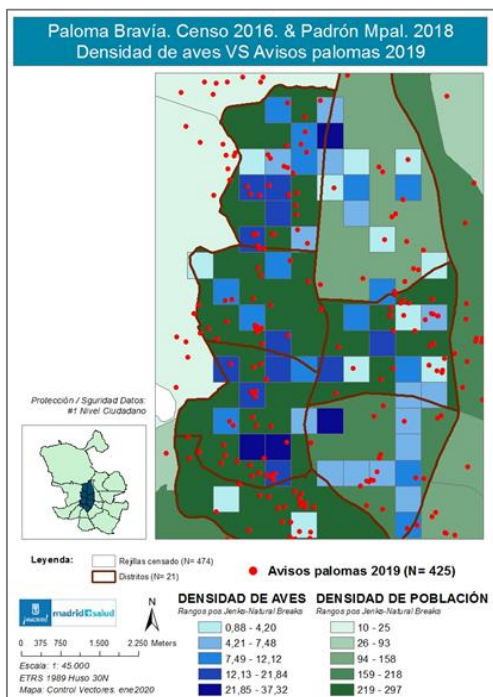 Paloma Bravía. Censo 2016. & Padrón Mpal. 2018
Densidad de aves VS Avisos palomas 2019
Protección / Sguridad Datos:
#1 Nivel Ciudadano
Leyenda:
Rejillas censado (N= 474)
Distritos (N= 21)
Avisos palomas 2019 (N= 425)
¡MADRID!
madrid salud
N
0 375 750 1.500 2.250 Meters
Escala: 1: 45.000
ETRS 1989 Huso 30N
Mapa: Control Vectores. ene2020
DENSIDAD DE AVES
Rangos pos Jenks-Natural Breaks
0,88 - 4,20
4,21 - 7,48
7,49 - 12,12
12,13 - 21,84
21,85 - 37,32
DENSIDAD DE POBLACIÓN
Rangos pos Jenks-Natural Breaks
10 - 25
26 - 93
94 - 158
159 - 218
219 - 297